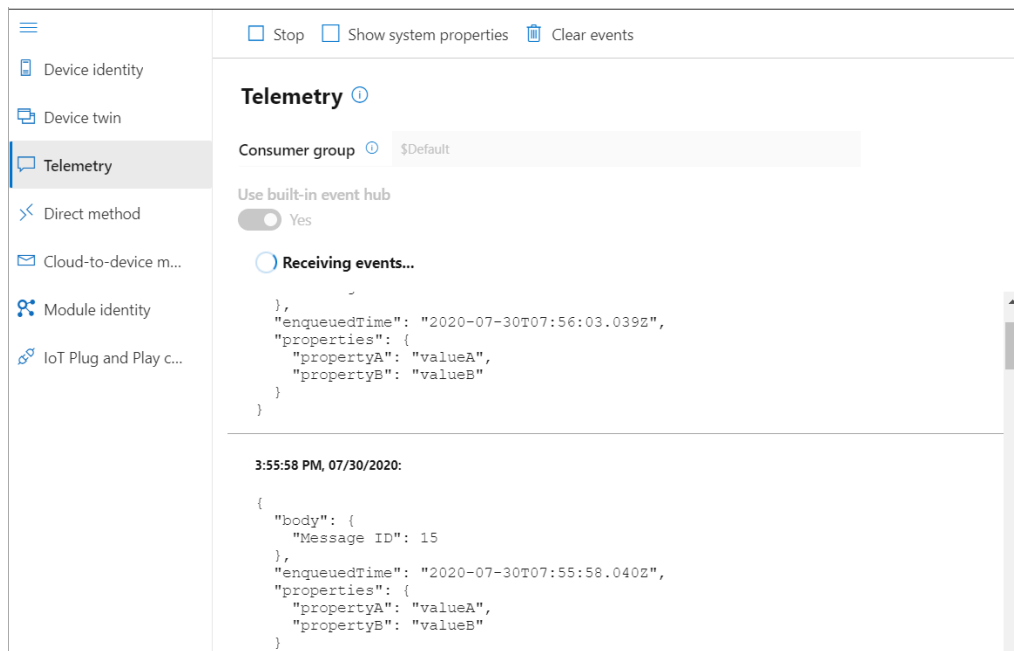 Stop Show system properties Clear events
Device identity
Device twin
Telemetry
Direct method
Cloud-to-device m...
Module identity
IoT Plug and Play c...
Telemetry
Consumer group $Default
Use built-in event hub
Yes
Receiving events...
},
"enqueuedTime": "2020-07-30T07:56:03.039Z",
"properties": {
"propertyA": "valueA",
"propertyB": "valueB"
}
}
3:55:58 PM, 07/30/2020:
{
"body": {
"Message ID": 15
},
"enqueuedTime": "2020-07-30T07:55:58.040Z",
"properties": {
"propertyA": "valueA",
"propertyB": "valueB"
}